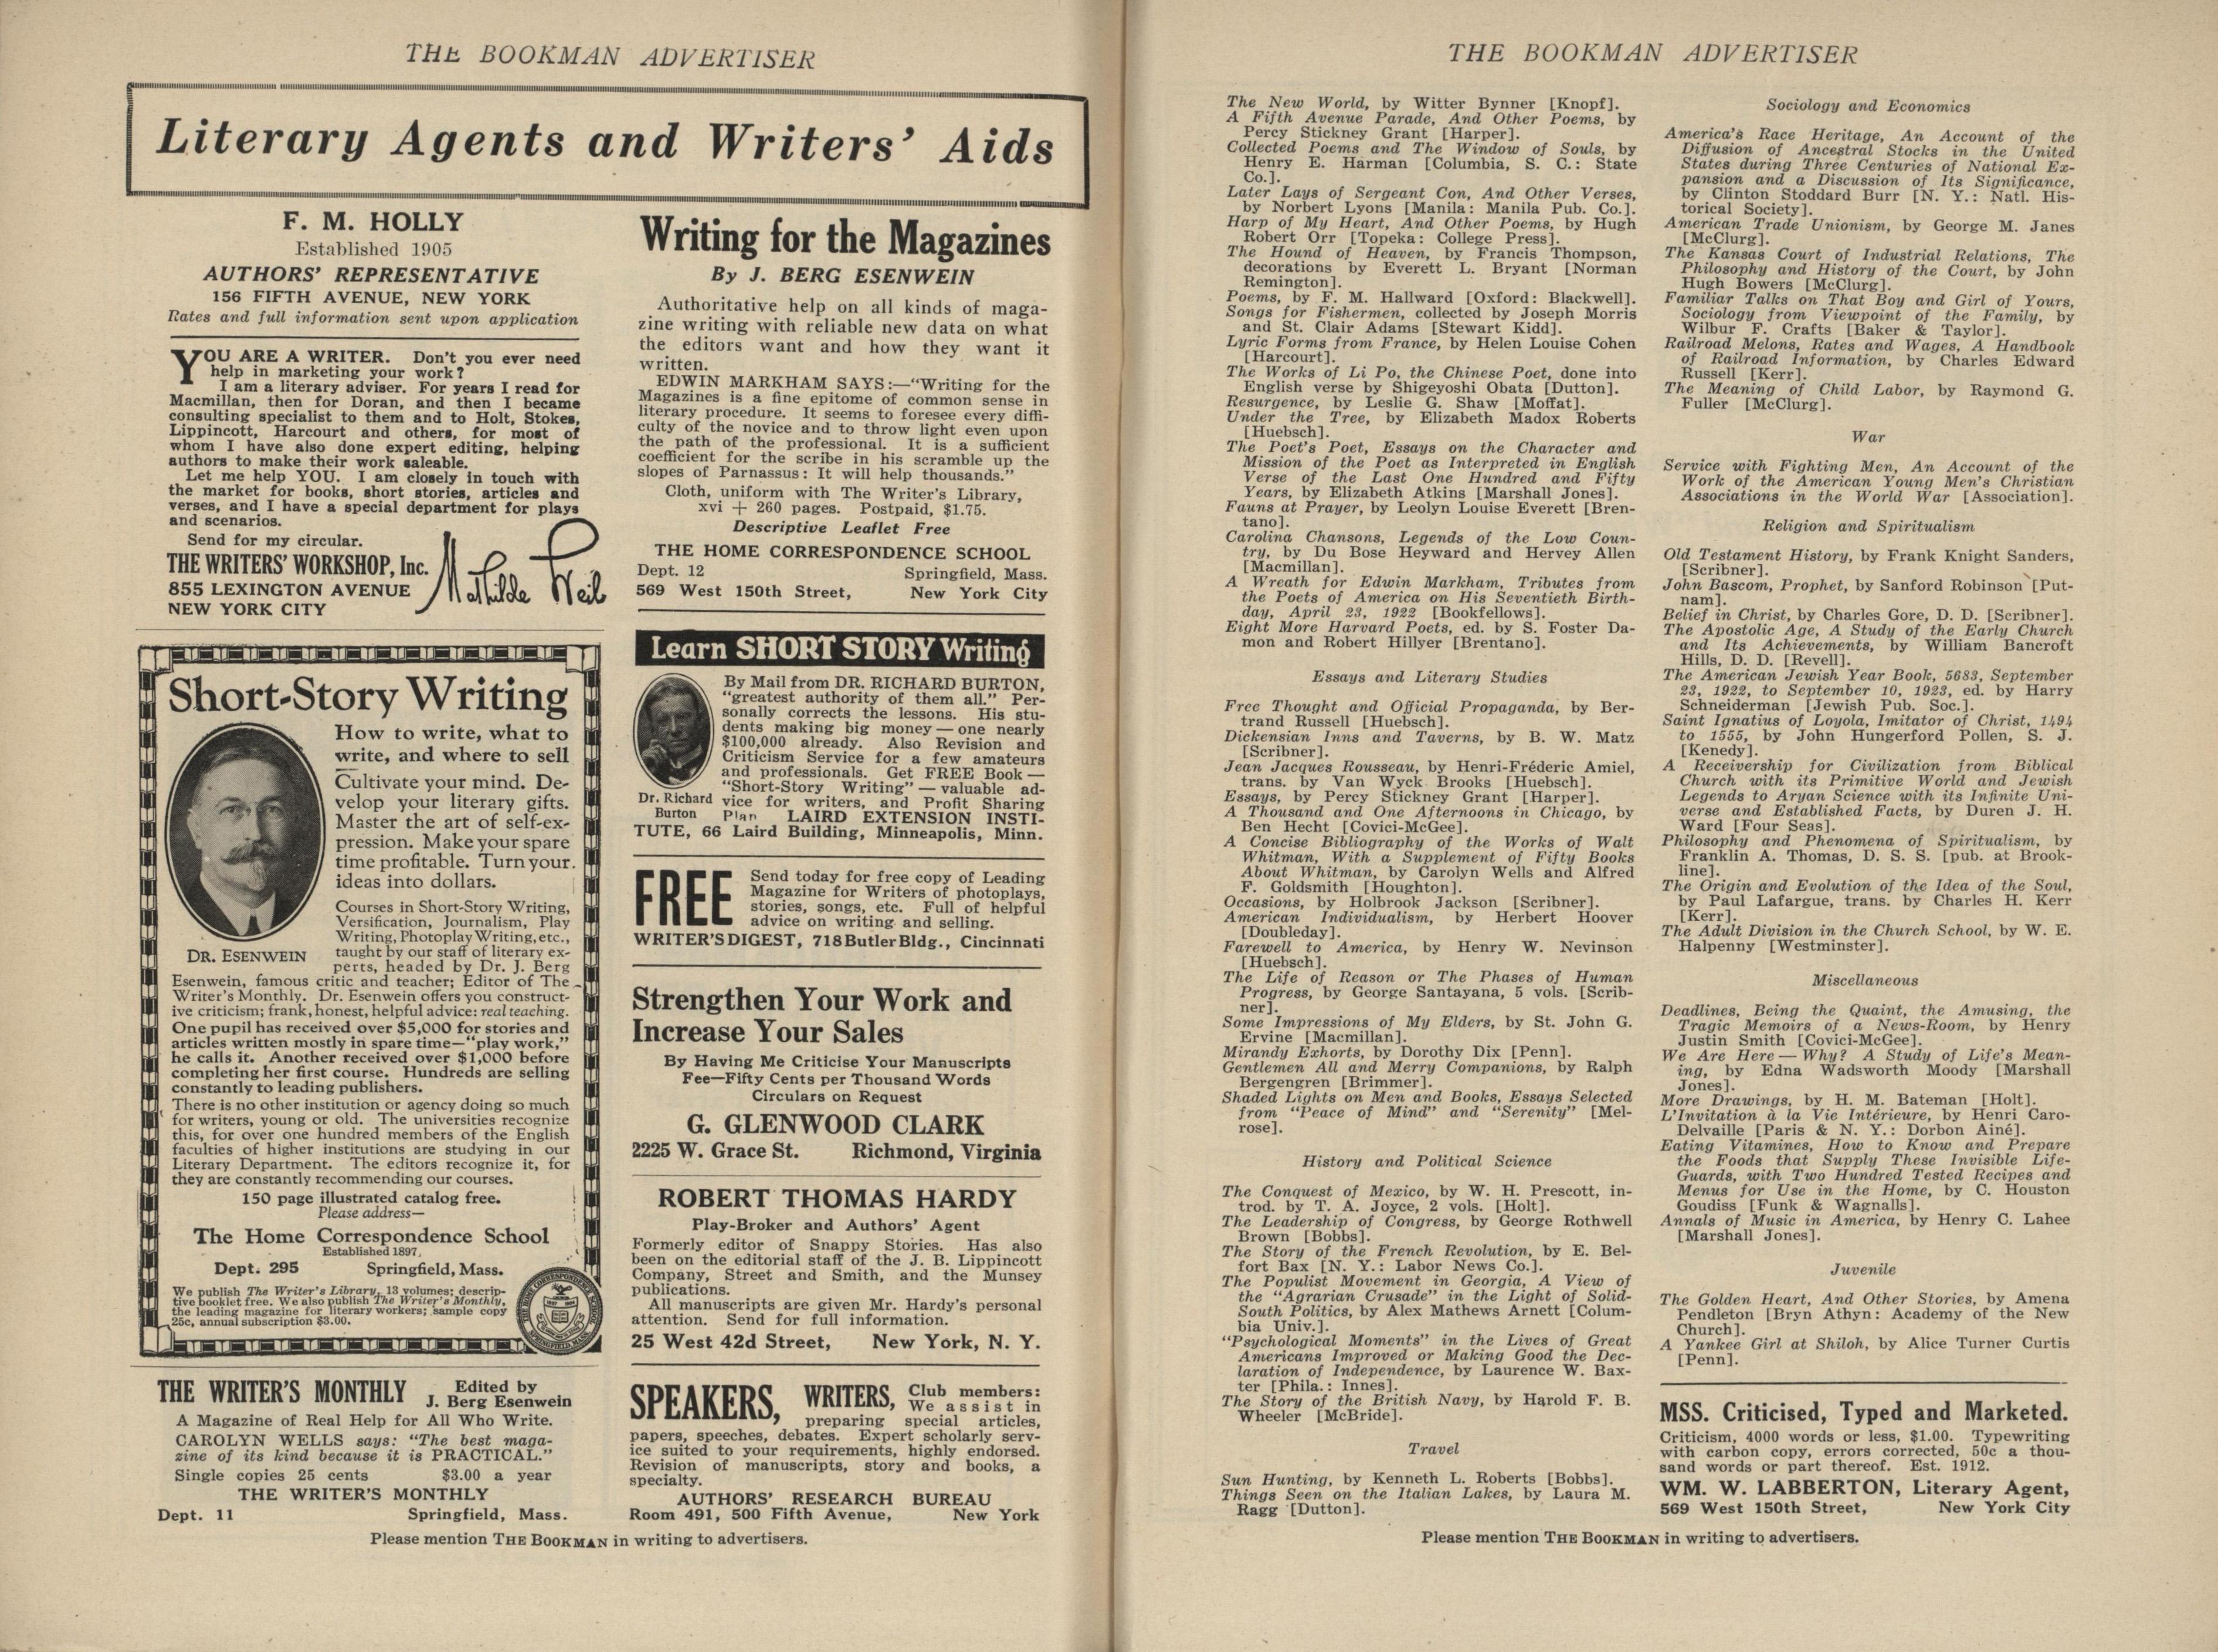 THE BOOKMAN ADVERTISER
Literary Agents and Writers' Aids
F. M. HOLLY
Established 1905
AUTHORS' REPRESENTATIVE
156 FIFTH AVENUE, NEW YORK
Rates and full information sent upon application
YOU ARE A WRITER. Don't you ever need
help in marketing your work?
I am a literary adviser. For years I read for
Macmillan, then for Doran, and then I became
consulting specialist to them and to Holt, Stokes,
Lippincott, Harcourt and others, for most of
whom I have also done expert editing, helping
authors to make their work saleable.
Let me help YOU. I am closely in touch with
the market for books, short stories, articles and
verses, and I have a special department for plays
and scenarios.
Send for my circular.
THE WRITERS' WORKSHOP, Inc.
855 LEXINGTON AVENUE
NEW YORK CITY
Mathilde Weil
Short-Story Writing
How to write, what to
write, and where to sell
Cultivate your mind. De-
velop your literary gifts.
Master the art of self-ex-
pression. Make your spare
time profitable. Turn your
ideas into dollars.
Courses in Short-Story Writing,
Versification, Journalism, Play
Writing, Photoplay Writing, etc.,
DR. ESENWEIN taught by our staff of literary ex-
perts, headed by Dr. J. Berg
Esenwein, famous critic and teacher; Editor of The
Writer's Monthly. Dr. Esenwein offers you construct-
ive criticism; frank, honest, helpful advice: real teaching.
One pupil has received over $5,000 for stories and
articles written mostly in spare time—"play work,"
he calls it. Another received over $1,000 before
completing her first course. Hundreds are selling
constantly to leading publishers.
There is no other institution or agency doing so much
for writers, young or old. The universities recognize
this, for over one hundred members of the English
faculties of higher institutions are studying in our
Literary Department. The editors recognize it, for
they are constantly recommending our courses.
150 page illustrated catalog free.
Please address—
The Home Correspondence School
Established 1897
Dept. 295 Springfield, Mass.
We publish The Writer's Library, 13 volumes; descrip-
tive booklet free. We also publish The Writer's Monthly,
the leading magazine for literary workers; sample copy
25c, annual subscription $3.00.
THE WRITER'S MONTHLY Edited by
J. Berg Esenwein
A Magazine of Real Help for All Who Write.
CAROLYN WELLS says: "The best maga-
zine of its kind because it is PRACTICAL."
Single copies 25 cents $3.00 a year
THE WRITER'S MONTHLY
Dept. 11 Springfield, Mass.
Writing for the Magazines
By J. BERG ESENWEIN
Authoritative help on all kinds of maga-
zine writing with reliable new data on what
the editors want and how they want it
written.
EDWIN MARKHAM SAYS:—"Writing for the
Magazines is a fine epitome of common sense in
literary procedure. It seems to foresee every diffi-
culty of the novice and to throw light even upon
the path of the professional. It is a sufficient
coefficient for the scribe in his scramble up the
slopes of Parnassus: It will help thousands."
Cloth, uniform with The Writer's Library,
xvi + 260 pages. Postpaid, $1.75.
Descriptive Leaflet Free
THE HOME CORRESPONDENCE SCHOOL
Dept. 12 Springfield, Mass.
569 West 150th Street, New York City
Learn SHORT STORY Writing
By Mail from DR. RICHARD BURTON,
"greatest authority of them all." Per-
sonally corrects the lessons. His stu-
dents making big money—one nearly
$100,000 already. Also Revision and
Criticism Service for a few amateurs
and professionals. Get FREE Book—
"Short-Story Writing"—valuable ad-
Dr. Richard vice for writers, and Profit Sharing
Burton Plan LAIRD EXTENSION INSTI-
TUTE, 66 Laird Building, Minneapolis, Minn.
FREE
Send today for free copy of Leading
Magazine for Writers of photoplays,
stories, songs, etc. Full of helpful
advice on writing and selling.
WRITER'S DIGEST, 718 Butler Bldg., Cincinnati
Strengthen Your Work and
Increase Your Sales
By Having Me Criticise Your Manuscripts
Fee—Fifty Cents per Thousand Words
Circulars on Request
G. GLENWOOD CLARK
2225 W. Grace St. Richmond, Virginia
ROBERT THOMAS HARDY
Play-Broker and Authors' Agent
Formerly editor of Snappy Stories. Has also
been on the editorial staff of the J. B. Lippincott
Company, Street and Smith, and the Munsey
publications.
All manuscripts are given Mr. Hardy's personal
attention. Send for full information.
25 West 42d Street, New York, N. Y.
SPEAKERS, WRITERS, Club members:
We assist in
preparing special articles,
papers, speeches, debates. Expert scholarly serv-
ice suited to your requirements, highly endorsed.
Revision of manuscripts, story and books, a
specialty.
AUTHORS' RESEARCH BUREAU
Room 491, 500 Fifth Avenue, New York
Please mention THE BOOKMAN in writing to advertisers.
THE BOOKMAN ADVERTISER
The New World, by Witter Bynner [Knopf].
A Fifth Avenue Parade, And Other Poems, by
Percy Stickney Grant [Harper].
Collected Poems and The Window of Souls, by
Henry E. Harman [Columbia, S. C.: State
Co.].
Later Lays of Sergeant Con, And Other Verses,
by Norbert Lyons [Manila: Manila Pub. Co.].
Harp of My Heart, And Other Poems, by Hugh
Robert Orr [Topeka: College Press].
The Hound of Heaven, by Francis Thompson,
decorations by Everett L. Bryant [Norman
Remington].
Poems, by F. M. Hallward [Oxford: Blackwell].
Songs for Fishermen, collected by Joseph Morris
and St. Clair Adams [Stewart Kidd].
Lyric Forms from France, by Helen Louise Cohen
[Harcourt].
The Works of Li Po, the Chinese Poet, done into
English verse by Shigeyoshi Obata [Dutton].
Resurgence, by Leslie G. Shaw [Moffat].
Under the Tree, by Elizabeth Madox Roberts
[Huebsch].
The Poet's Poet, Essays on the Character and
Mission of the Poet as Interpreted in English
Verse of the Last One Hundred and Fifty
Years, by Elizabeth Atkins [Marshall Jones].
Fauns at Prayer, by Leolyn Louise Everett [Bren-
tano].
Carolina Chansons, Legends of the Low Coun-
try, by Du Bose Heyward and Hervey Allen
[Macmillan].
A Wreath for Edwin Markham, Tributes from
the Poets of America on His Seventieth Birth-
day, April 23, 1922 [Bookfellows].
Eight More Harvard Poets, ed. by S. Foster Da-
mon and Robert Hillyer [Brentano].
Essays and Literary Studies
Free Thought and Official Propaganda, by Ber-
trand Russell [Huebsch].
Dickensian Inns and Taverns, by B. W. Matz
[Scribner].
Jean Jacques Rousseau, by Henri-Fréderic Amiel,
trans. by Van Wyck Brooks [Huebsch].
Essays, by Percy Stickney Grant [Harper].
A Thousand and One Afternoons in Chicago, by
Ben Hecht [Covici-McGee].
A Concise Bibliography of the Works of Walt
Whitman, With a Supplement of Fifty Books
About Whitman, by Carolyn Wells and Alfred
F. Goldsmith [Houghton].
Occasions, by Holbrook Jackson [Scribner].
American Individualism, by Herbert Hoover
[Doubleday].
Farewell to America, by Henry W. Nevinson
[Huebsch].
The Life of Reason or The Phases of Human
Progress, by George Santayana, 5 vols. [Scrib-
ner].
Some Impressions of My Elders, by St. John G.
Ervine [Macmillan].
Mirandy Exhorts, by Dorothy Dix [Penn].
Gentlemen All and Merry Companions, by Ralph
Bergengren [Brimmer].
Shaded Lights on Men and Books, Essays Selected
from "Peace of Mind" and "Serenity" [Mel-
rose].
History and Political Science
The Conquest of Mexico, by W. H. Prescott, in-
trod. by T. A. Joyce, 2 vols. [Holt].
The Leadership of Congress, by George Rothwell
Brown [Bobbs].
The Story of the French Revolution, by E. Bel-
fort Bax [N. Y.: Labor News Co.].
The Populist Movement in Georgia, A View of
the "Agrarian Crusade" in the Light of Solid-
South Politics, by Alex Mathews Arnett [Colum-
bia Univ.].
"Psychological Moments" in the Lives of Great
Americans Improved or Making Good the Dec-
laration of Independence, by Laurence W. Bax-
ter [Phila.: Innes].
The Story of the British Navy, by Harold F. B.
Wheeler [McBride].
Travel
Sun Hunting, by Kenneth L. Roberts [Bobbs].
Things Seen on the Italian Lakes, by Laura M.
Ragg [Dutton].
Sociology and Economics
America's Race Heritage, An Account of the
Diffusion of Ancestral Stocks in the United
States during Three Centuries of National Ex-
pansion and a Discussion of Its Significance,
by Clinton Stoddard Burr [N. Y.: Natl. His-
torical Society].
American Trade Unionism, by George M. Janes
[McClurg].
The Kansas Court of Industrial Relations, The
Philosophy and History of the Court, by John
Hugh Bowers [McClurg].
Familiar Talks on That Boy and Girl of Yours,
Sociology from Viewpoint of the Family, by
Wilbur F. Crafts [Baker & Taylor].
Railroad Melons, Rates and Wages, A Handbook
of Railroad Information, by Charles Edward
Russell [Kerr].
The Meaning of Child Labor, by Raymond G.
Fuller [McClurg].
War
Service with Fighting Men, An Account of the
Work of the American Young Men's Christian
Associations in the World War [Association].
Religion and Spiritualism
Old Testament History, by Frank Knight Sanders,
[Scribner].
John Bascom, Prophet, by Sanford Robinson [Put-
nam].
Belief in Christ, by Charles Gore, D. D. [Scribner].
The Apostolic Age, A Study of the Early Church
and Its Achievements, by William Bancroft
Hills, D. D. [Revell].
The American Jewish Year Book, 5683, September
23, 1922, to September 10, 1923, ed. by Harry
Schneiderman [Jewish Pub. Soc.].
Saint Ignatius of Loyola, Imitator of Christ, 1494
to 1555, by John Hungerford Pollen, S. J.
[Kenedy].
A Receivership for Civilization from Biblical
Church with its Primitive World and Jewish
Legends to Aryan Science with its Infinite Uni-
verse and Established Facts, by Duren J. H.
Ward [Four Seas].
Philosophy and Phenomena of Spiritualism, by
Franklin A. Thomas, D. S. S. [pub. at Brook-
line].
The Origin and Evolution of the Idea of the Soul,
by Paul Lafargue, trans. by Charles H. Kerr
[Kerr].
The Adult Division in the Church School, by W. E.
Halpenny [Westminster].
Miscellaneous
Deadlines, Being the Quaint, the Amusing, the
Tragic Memoirs of a News-Room, by Henry
Justin Smith [Covici-McGee].
We Are Here—Why? A Study of Life's Mean-
ing, by Edna Wadsworth Moody [Marshall
Jones].
More Drawings, by H. M. Bateman [Holt].
L'Invitation à la Vie Intérieure, by Henri Caro-
Delvaille [Paris & N. Y.: Dorbon Ainé].
Eating Vitamines, How to Know and Prepare
the Foods that Supply These Invisible Life-
Guards, with Two Hundred Tested Recipes and
Menus for Use in the Home, by C. Houston
Goudiss [Funk & Wagnalls].
Annals of Music in America, by Henry C. Lahee
[Marshall Jones].
Juvenile
The Golden Heart, And Other Stories, by Amena
Pendleton [Bryn Athyn: Academy of the New
Church].
A Yankee Girl at Shiloh, by Alice Turner Curtis
[Penn].
MSS. Criticised, Typed and Marketed.
Criticism, 4000 words or less, $1.00. Typewriting
with carbon copy, errors corrected, 50c a thou-
sand words or part thereof. Est. 1912.
WM. W. LABBERTON, Literary Agent,
569 West 150th Street, New York City
Please mention THE BOOKMAN in writing to advertisers.